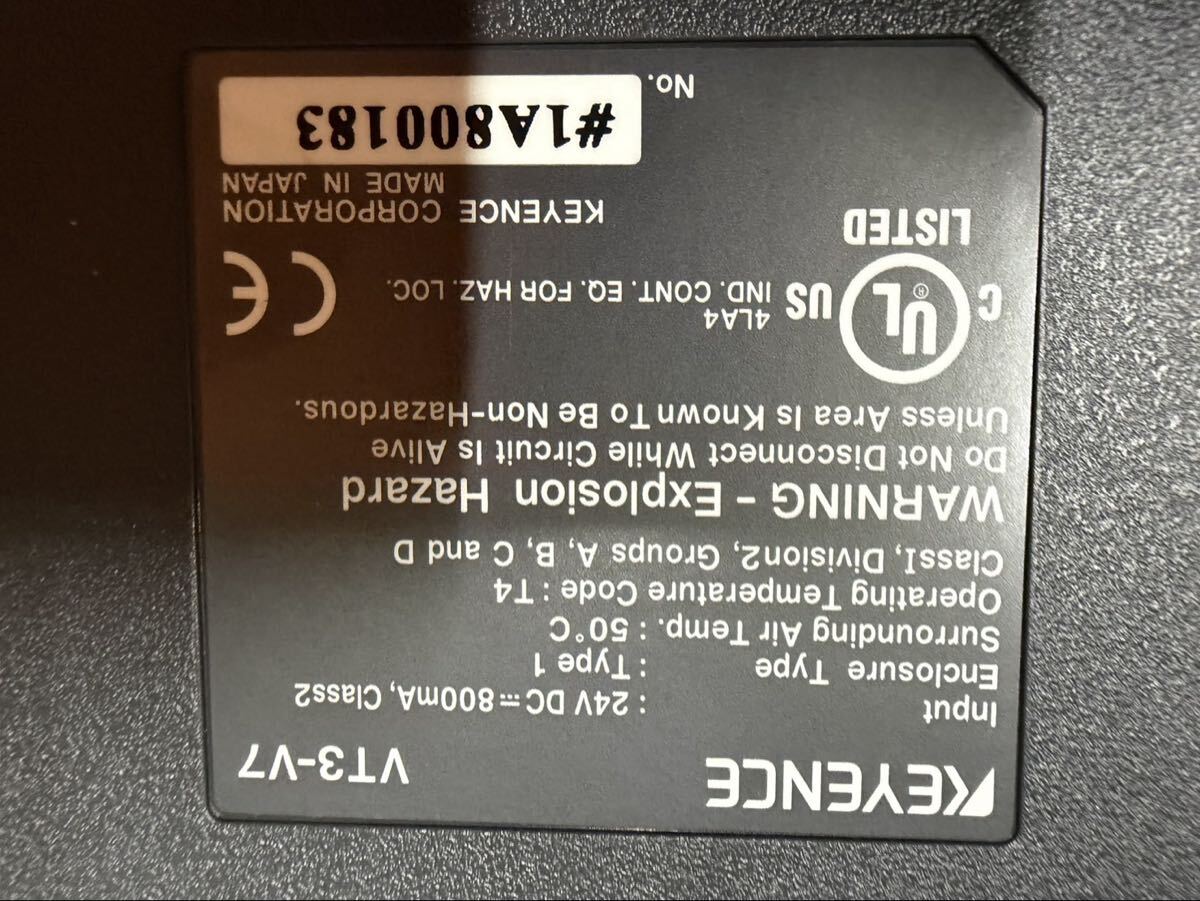 KEYENCE VT3-V7
Input : 24V DC⎓800mA, Class2
Enclosure Type : Type 1
Surrounding Air Temp. : 50°C
Operating Temperature Code : T4
ClassI, Division2, Groups A, B, C and D
WARNING - Explosion Hazard
Do Not Disconnect While Circuit Is Alive
Unless Area Is Known To Be Non-Hazardous.
C UL® US 4LA4
IND. CONT. EQ. FOR HAZ. LOC.
CE
LISTED
KEYENCE CORPORATION
MADE IN JAPAN
No. #1A800183